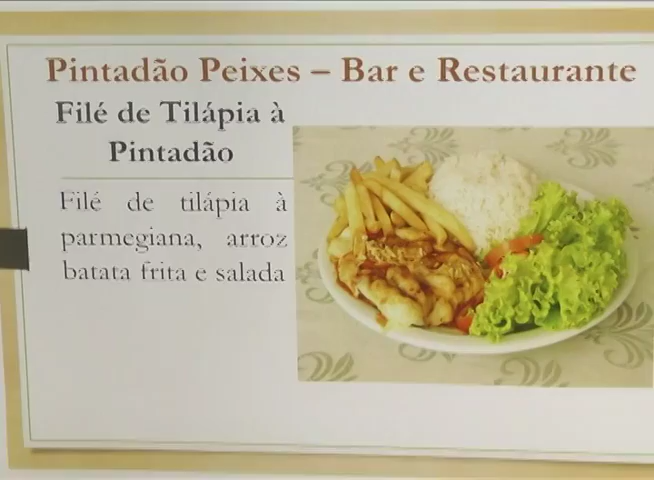 Pintadão Peixes – Bar e Restaurante
Filé de Tilápia à
Pintadão
Filé de tilápia à
parmegiana, arroz
batata frita e salada